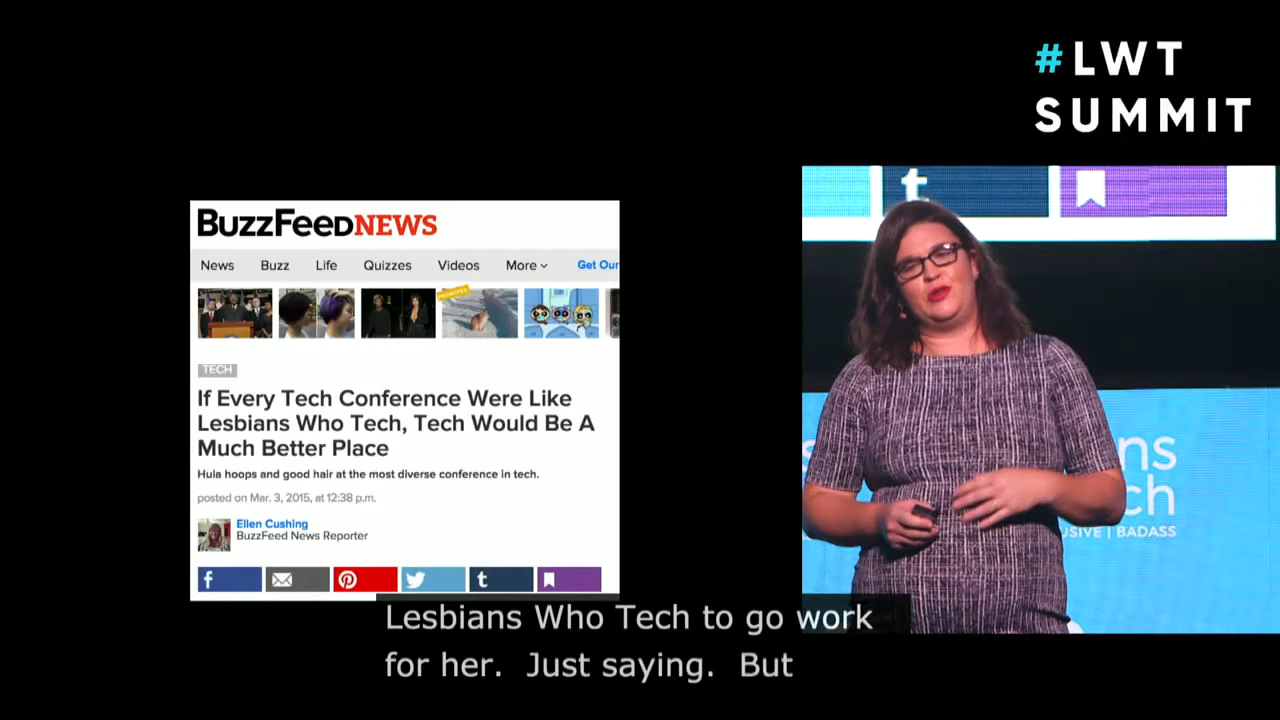 #LWT
SUMMIT
BuzzFeedNEWS
News Buzz Life Quizzes Videos More Get Our
PROMOTED
TECH
If Every Tech Conference Were Like
Lesbians Who Tech, Tech Would Be A
Much Better Place
Hula hoops and good hair at the most diverse conference in tech.
posted on Mar. 3, 2015, at 12:38 p.m.
Ellen Cushing
BuzzFeed News Reporter
f t
t
ns
ch
USIVE | BADASS
Lesbians Who Tech to go work
for her. Just saying. But